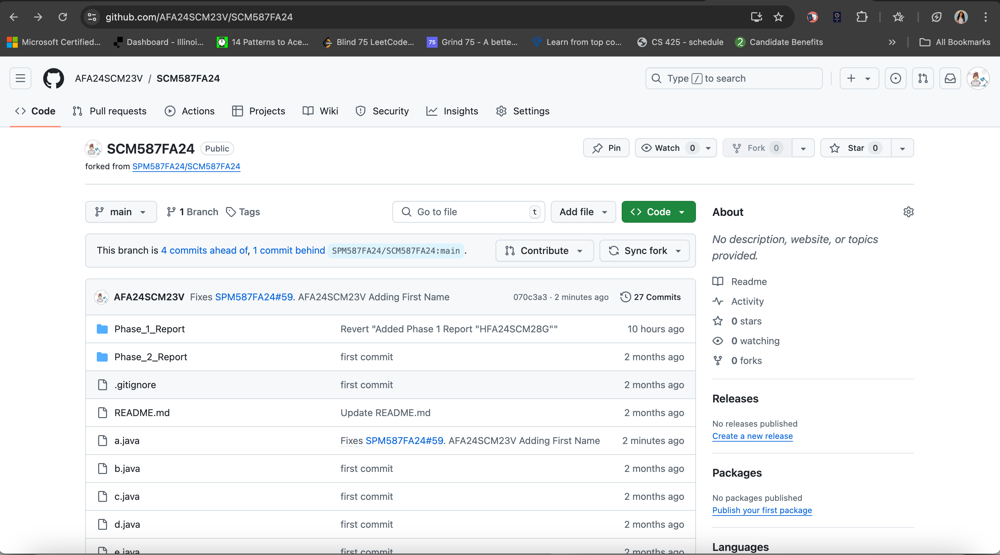 github.com/AFA24SCM23V/SCM587FA24
Microsoft Certified...
Dashboard - Illinoi...
14 Patterns to Ace...
Blind 75 LeetCode...
75
Grind 75 - A bette...
Learn from top co...
CS 425 - schedule
2
Candidate Benefits
»
All Bookmarks
AFA24SCM23V / SCM587FA24
Type / to search
Code
Pull requests
Actions
Projects
Wiki
Security
Insights
Settings
SCM587FA24 Public
forked from SPM587FA24/SCM587FA24
Pin
Watch 0
Fork 0
Star 0
main
1 Branch
Tags
Go to file t
Add file
Code
This branch is 4 commits ahead of, 1 commit behind SPM587FA24/SCM587FA24:main .
Contribute
Sync fork
AFA24SCM23V Fixes SPM587FA24#59. AFA24SCM23V Adding First Name 070c3a3 · 2 minutes ago 27 Commits
Phase_1_Report Revert "Added Phase 1 Report "HFA24SCM28G"" 10 hours ago
Phase_2_Report first commit 2 months ago
.gitignore first commit 2 months ago
README.md Update README.md 2 months ago
a.java Fixes SPM587FA24#59. AFA24SCM23V Adding First Name 2 minutes ago
b.java first commit 2 months ago
c.java first commit 2 months ago
d.java first commit 2 months ago
e.java first commit 2 months ago
About
No description, website, or topics
provided.
Readme
Activity
0 stars
0 watching
0 forks
Releases
No releases published
Create a new release
Packages
No packages published
Publish your first package
Languages